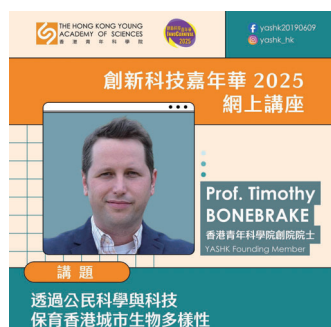 THE HONG KONG YOUNG
ACADEMY OF SCIENCES
香港青年科學院
InnoCarnival
2025
yashk20190609
yashk_hk
創新科技嘉年華 2025
網上講座
Prof. Timothy
BONEBRAKE
香港青年科學院創院院士
YASHK Founding Member
講題
透過公民科學與科技
保育香港城市生物多樣性